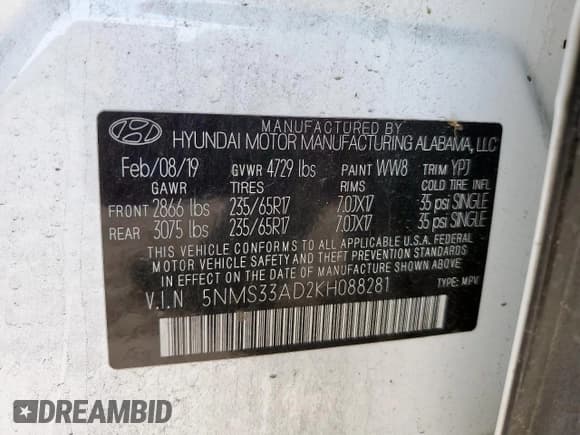 MANUFACTURED BY
HYUNDAI MOTOR MANUFACTURING ALABAMA, LLC
Feb/08/19 GVWR 4729 lbs PAINT WW8 TRIM YPJ
GAWR TIRES RIMS COLD TIRE INFL.
FRONT 2866 lbs 235/65R17 7.0JX17 35 psi SINGLE
REAR 3075 lbs 235/65R17 7.0JX17 35 psi SINGLE
THIS VEHICLE CONFORMS TO ALL APPLICABLE U.S.A. FEDERAL
MOTOR VEHICLE SAFETY, BUMPER AND THEFT PREVENTION STANDARDS
IN EFFECT ON THE DATE OF MANUFACTURE SHOWN ABOVE.
V.I.N 5NMS33AD2KH088281 TYPE: MPV
DREAMBID